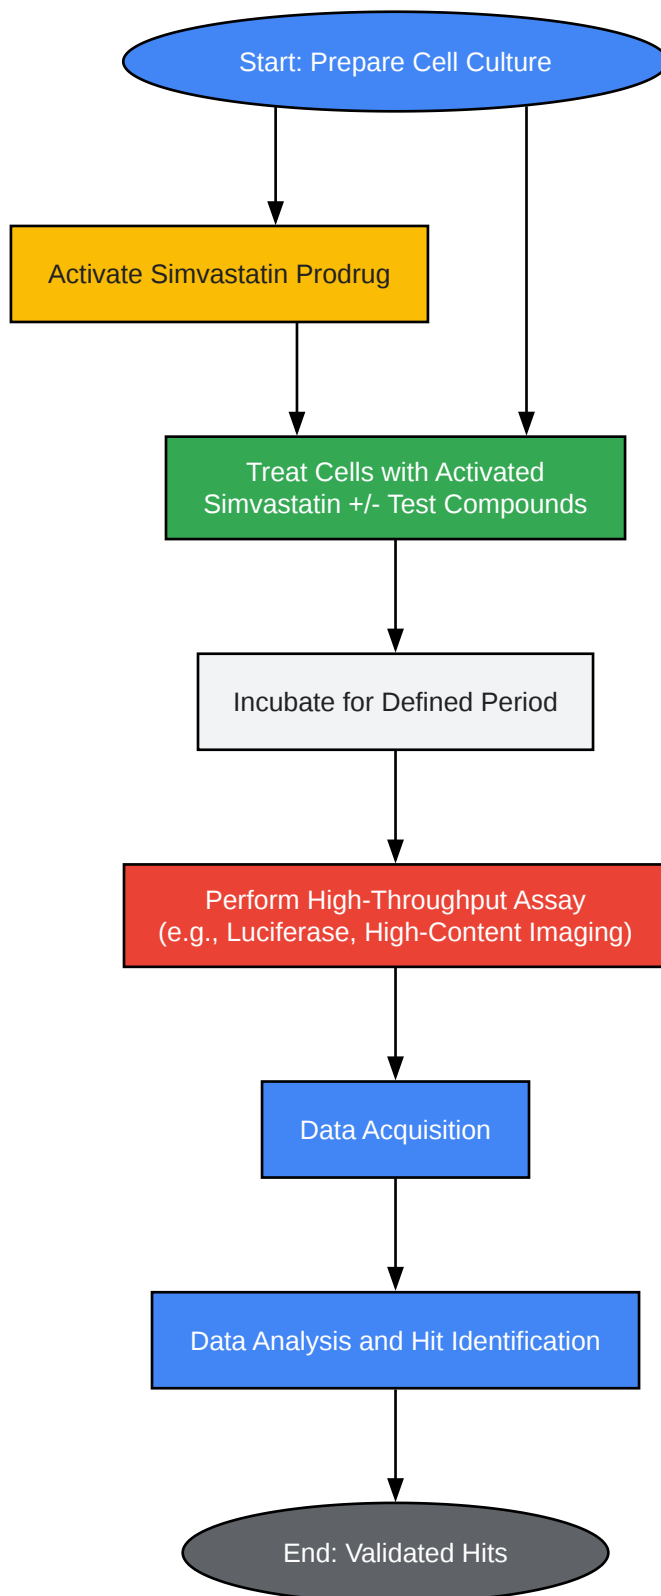 Start: Prepare Cell Culture
Activate Simvastatin Prodrug
Treat Cells with Activated
Simvastatin +/- Test Compounds
Incubate for Defined Period
Perform High-Throughput Assay
(e.g., Luciferase, High-Content Imaging)
Data Acquisition
Data Analysis and Hit Identification
End: Validated Hits